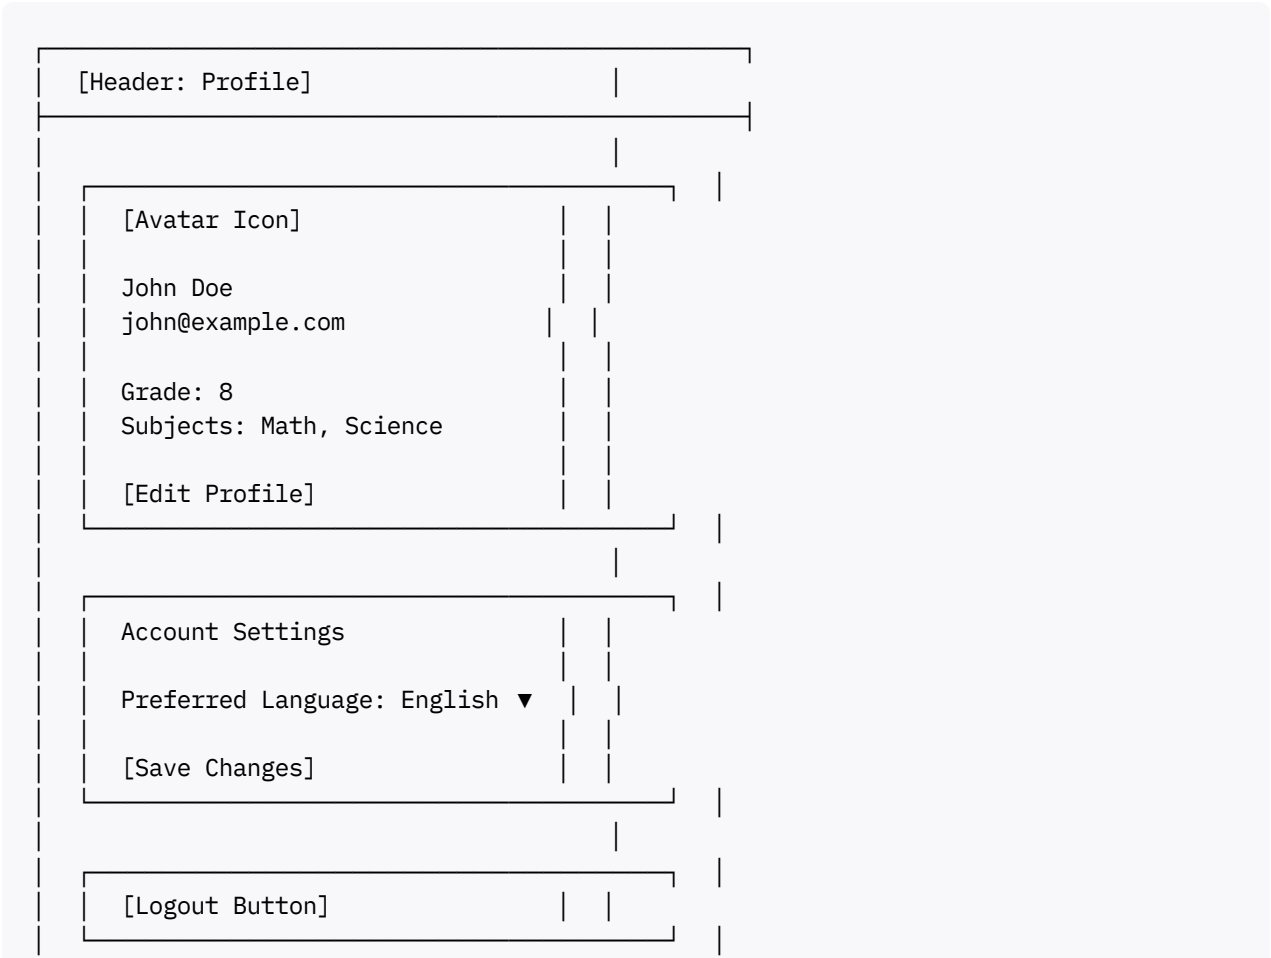 [Header: Profile]
[Avatar Icon]
John Doe
john@example.com
Grade: 8
Subjects: Math, Science
[Edit Profile]
Account Settings
Preferred Language: English ▼
[Save Changes]
[Logout Button]